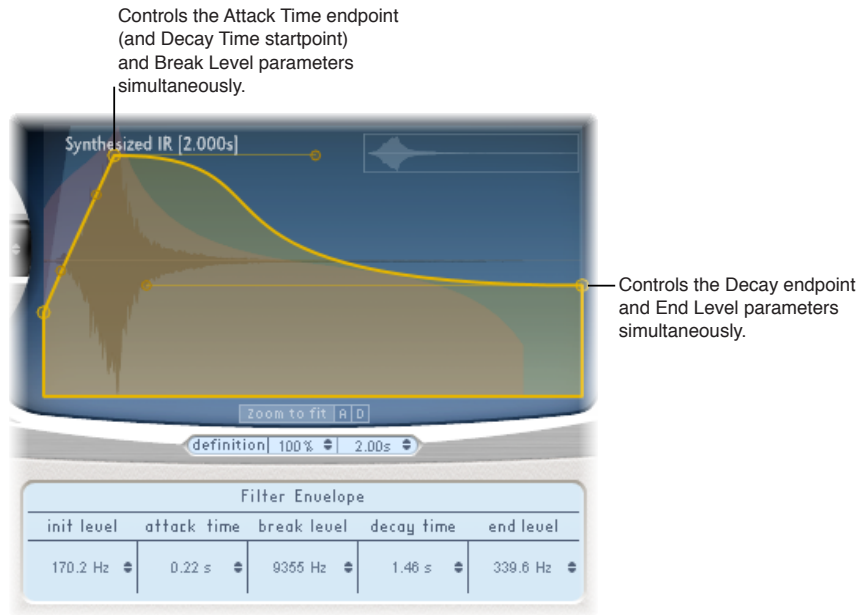 Controls the Attack Time endpoint
(and Decay Time startpoint)
and Break Level parameters
simultaneously.
Synthesized IR [2.000s]
Controls the Decay endpoint
and End Level parameters
simultaneously.
Zoom to fit A D
definition 100% 2.00s
Filter Envelope
init level attack time break level decay time end level
170.2 Hz 0.22 s 9355 Hz 1.46 s 339.6 Hz